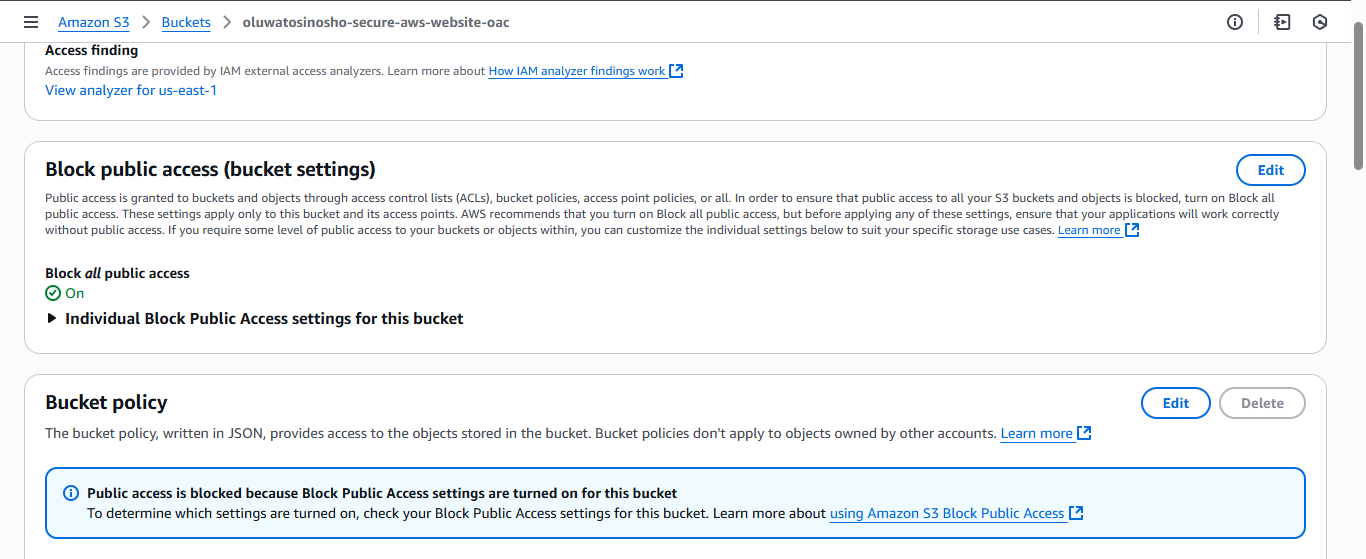 Amazon S3 > Buckets > oluwatosinosho-secure-aws-website-oac
Access finding
Access findings are provided by IAM external access analyzers. Learn more about How IAM analyzer findings work
View analyzer for us-east-1
Block public access (bucket settings)
Edit
Public access is granted to buckets and objects through access control lists (ACLs), bucket policies, access point policies, or all. In order to ensure that public access to all your S3 buckets and objects is blocked, turn on Block all
public access. These settings apply only to this bucket and its access points. AWS recommends that you turn on Block all public access, but before applying any of these settings, ensure that your applications will work correctly
without public access. If you require some level of public access to your buckets or objects within, you can customize the individual settings below to suit your specific storage use cases. Learn more
Block all public access
On
Individual Block Public Access settings for this bucket
Bucket policy
Edit
Delete
The bucket policy, written in JSON, provides access to the objects stored in the bucket. Bucket policies don't apply to objects owned by other accounts. Learn more
Public access is blocked because Block Public Access settings are turned on for this bucket
To determine which settings are turned on, check your Block Public Access settings for this bucket. Learn more about using Amazon S3 Block Public Access